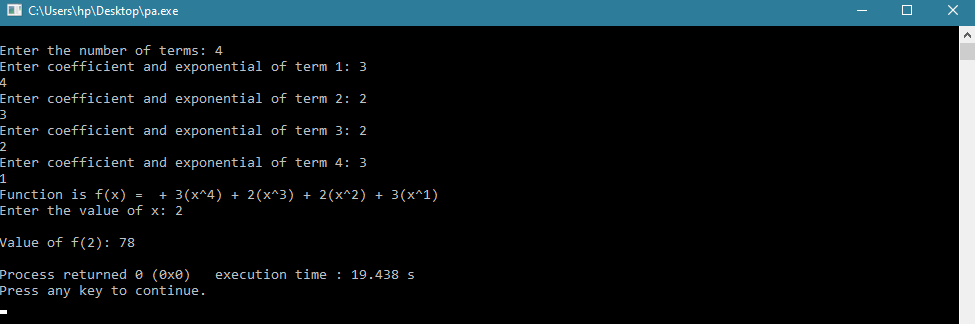 C:\Users\hp\Desktop\pa.exe
Enter the number of terms: 4
Enter coefficient and exponential of term 1: 3
4
Enter coefficient and exponential of term 2: 2
3
Enter coefficient and exponential of term 3: 2
2
Enter coefficient and exponential of term 4: 3
1
Function is f(x) =  + 3(x^4) + 2(x^3) + 2(x^2) + 3(x^1)
Enter the value of x: 2
Value of f(2): 78
Process returned 0 (0x0)   execution time : 19.438 s
Press any key to continue.